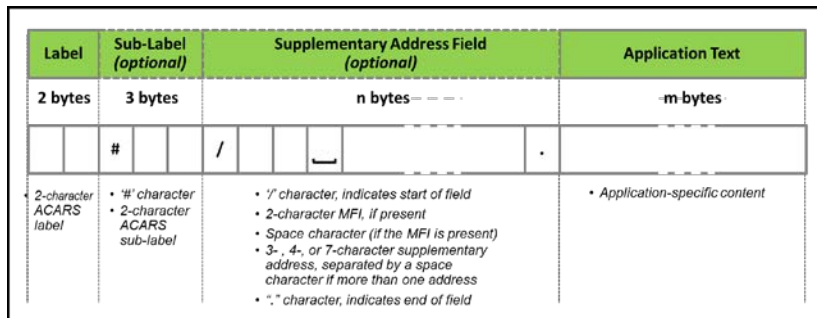 Label
Sub-Label
(optional)
Supplementary Address Field
(optional)
Application Text
2 bytes
3 bytes
n bytes
m bytes
#
/
.
• 2-character
ACARS
label
• '#' character
• 2-character
ACARS
sub-label
• '/' character, indicates start of field
• 2-character MFI, if present
• Space character (if the MFI is present)
• 3- , 4-, or 7-character supplementary
address, separated by a space
character if more than one address
• "." character, indicates end of field
• Application-specific content